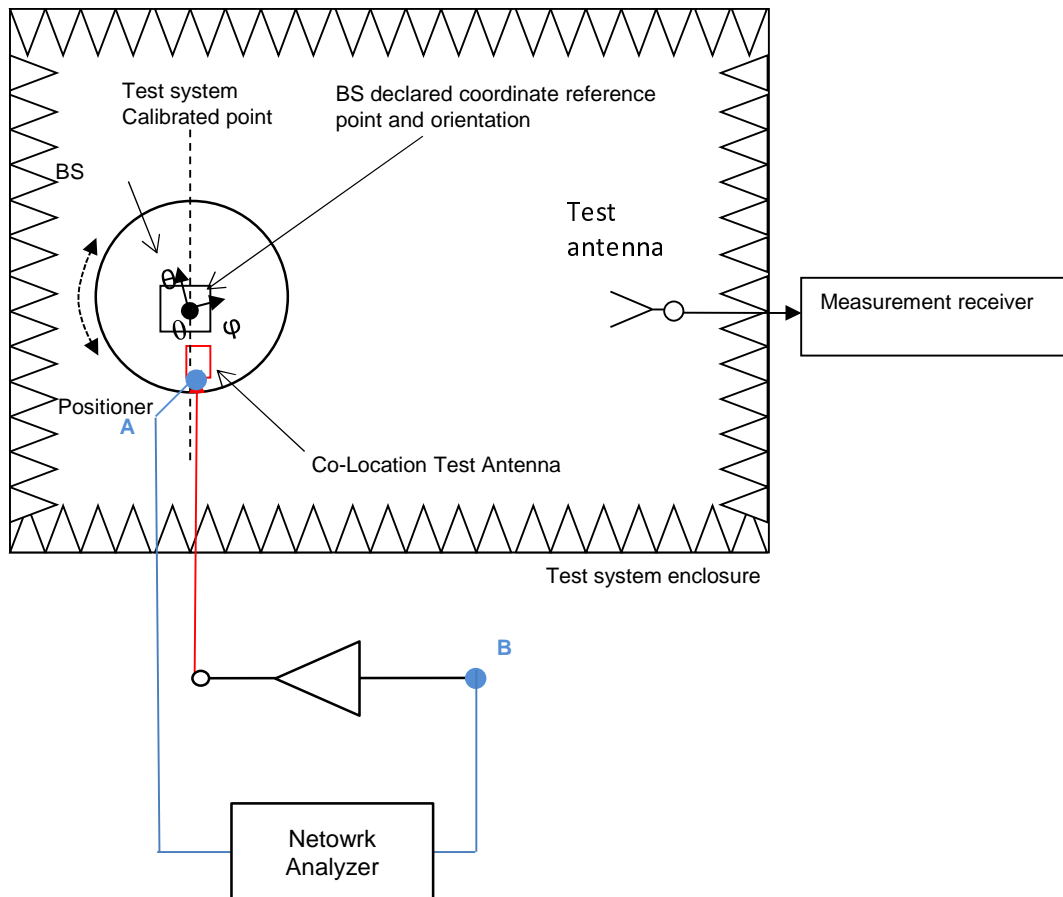 Test system
Calibrated point
BS declared coordinate reference
point and orientation
BS
Test
antenna
θ
θ
φ
Measurement receiver
Positioner
A
Co-Location Test Antenna
Test system enclosure
B
Netowrk
Analyzer